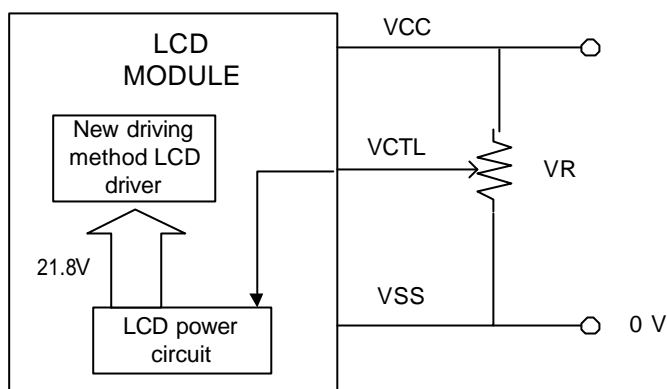 LCD
MODULE
VCC
New driving
method LCD
driver
VCTL
VR
21.8V
VSS
0 V
LCD power
circuit